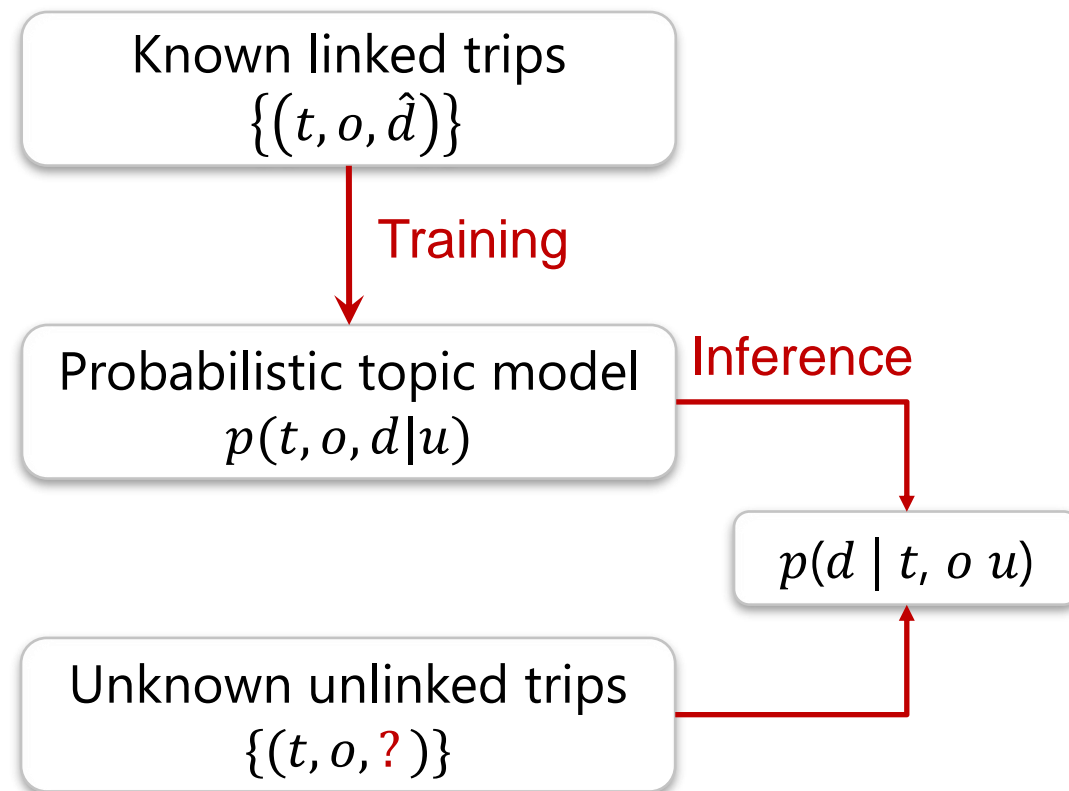 Known linked trips
{(t, o, d̂)}
Training
Probabilistic topic model
p(t, o, d|u)
Inference
p(d | t, o u)
Unknown unlinked trips
{(t, o, ?)}